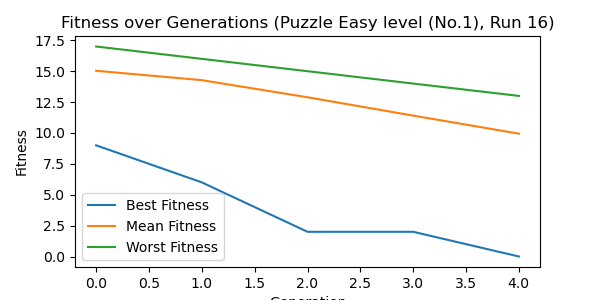 Fitness over Generations (Puzzle Easy level (No.1), Run 16)
17.5
15.0
12.5
10.0
7.5
5.0
2.5
0.0
Fitness
Best Fitness
Mean Fitness
Worst Fitness
0.0 0.5 1.0 1.5 2.0 2.5 3.0 3.5 4.0
Generation